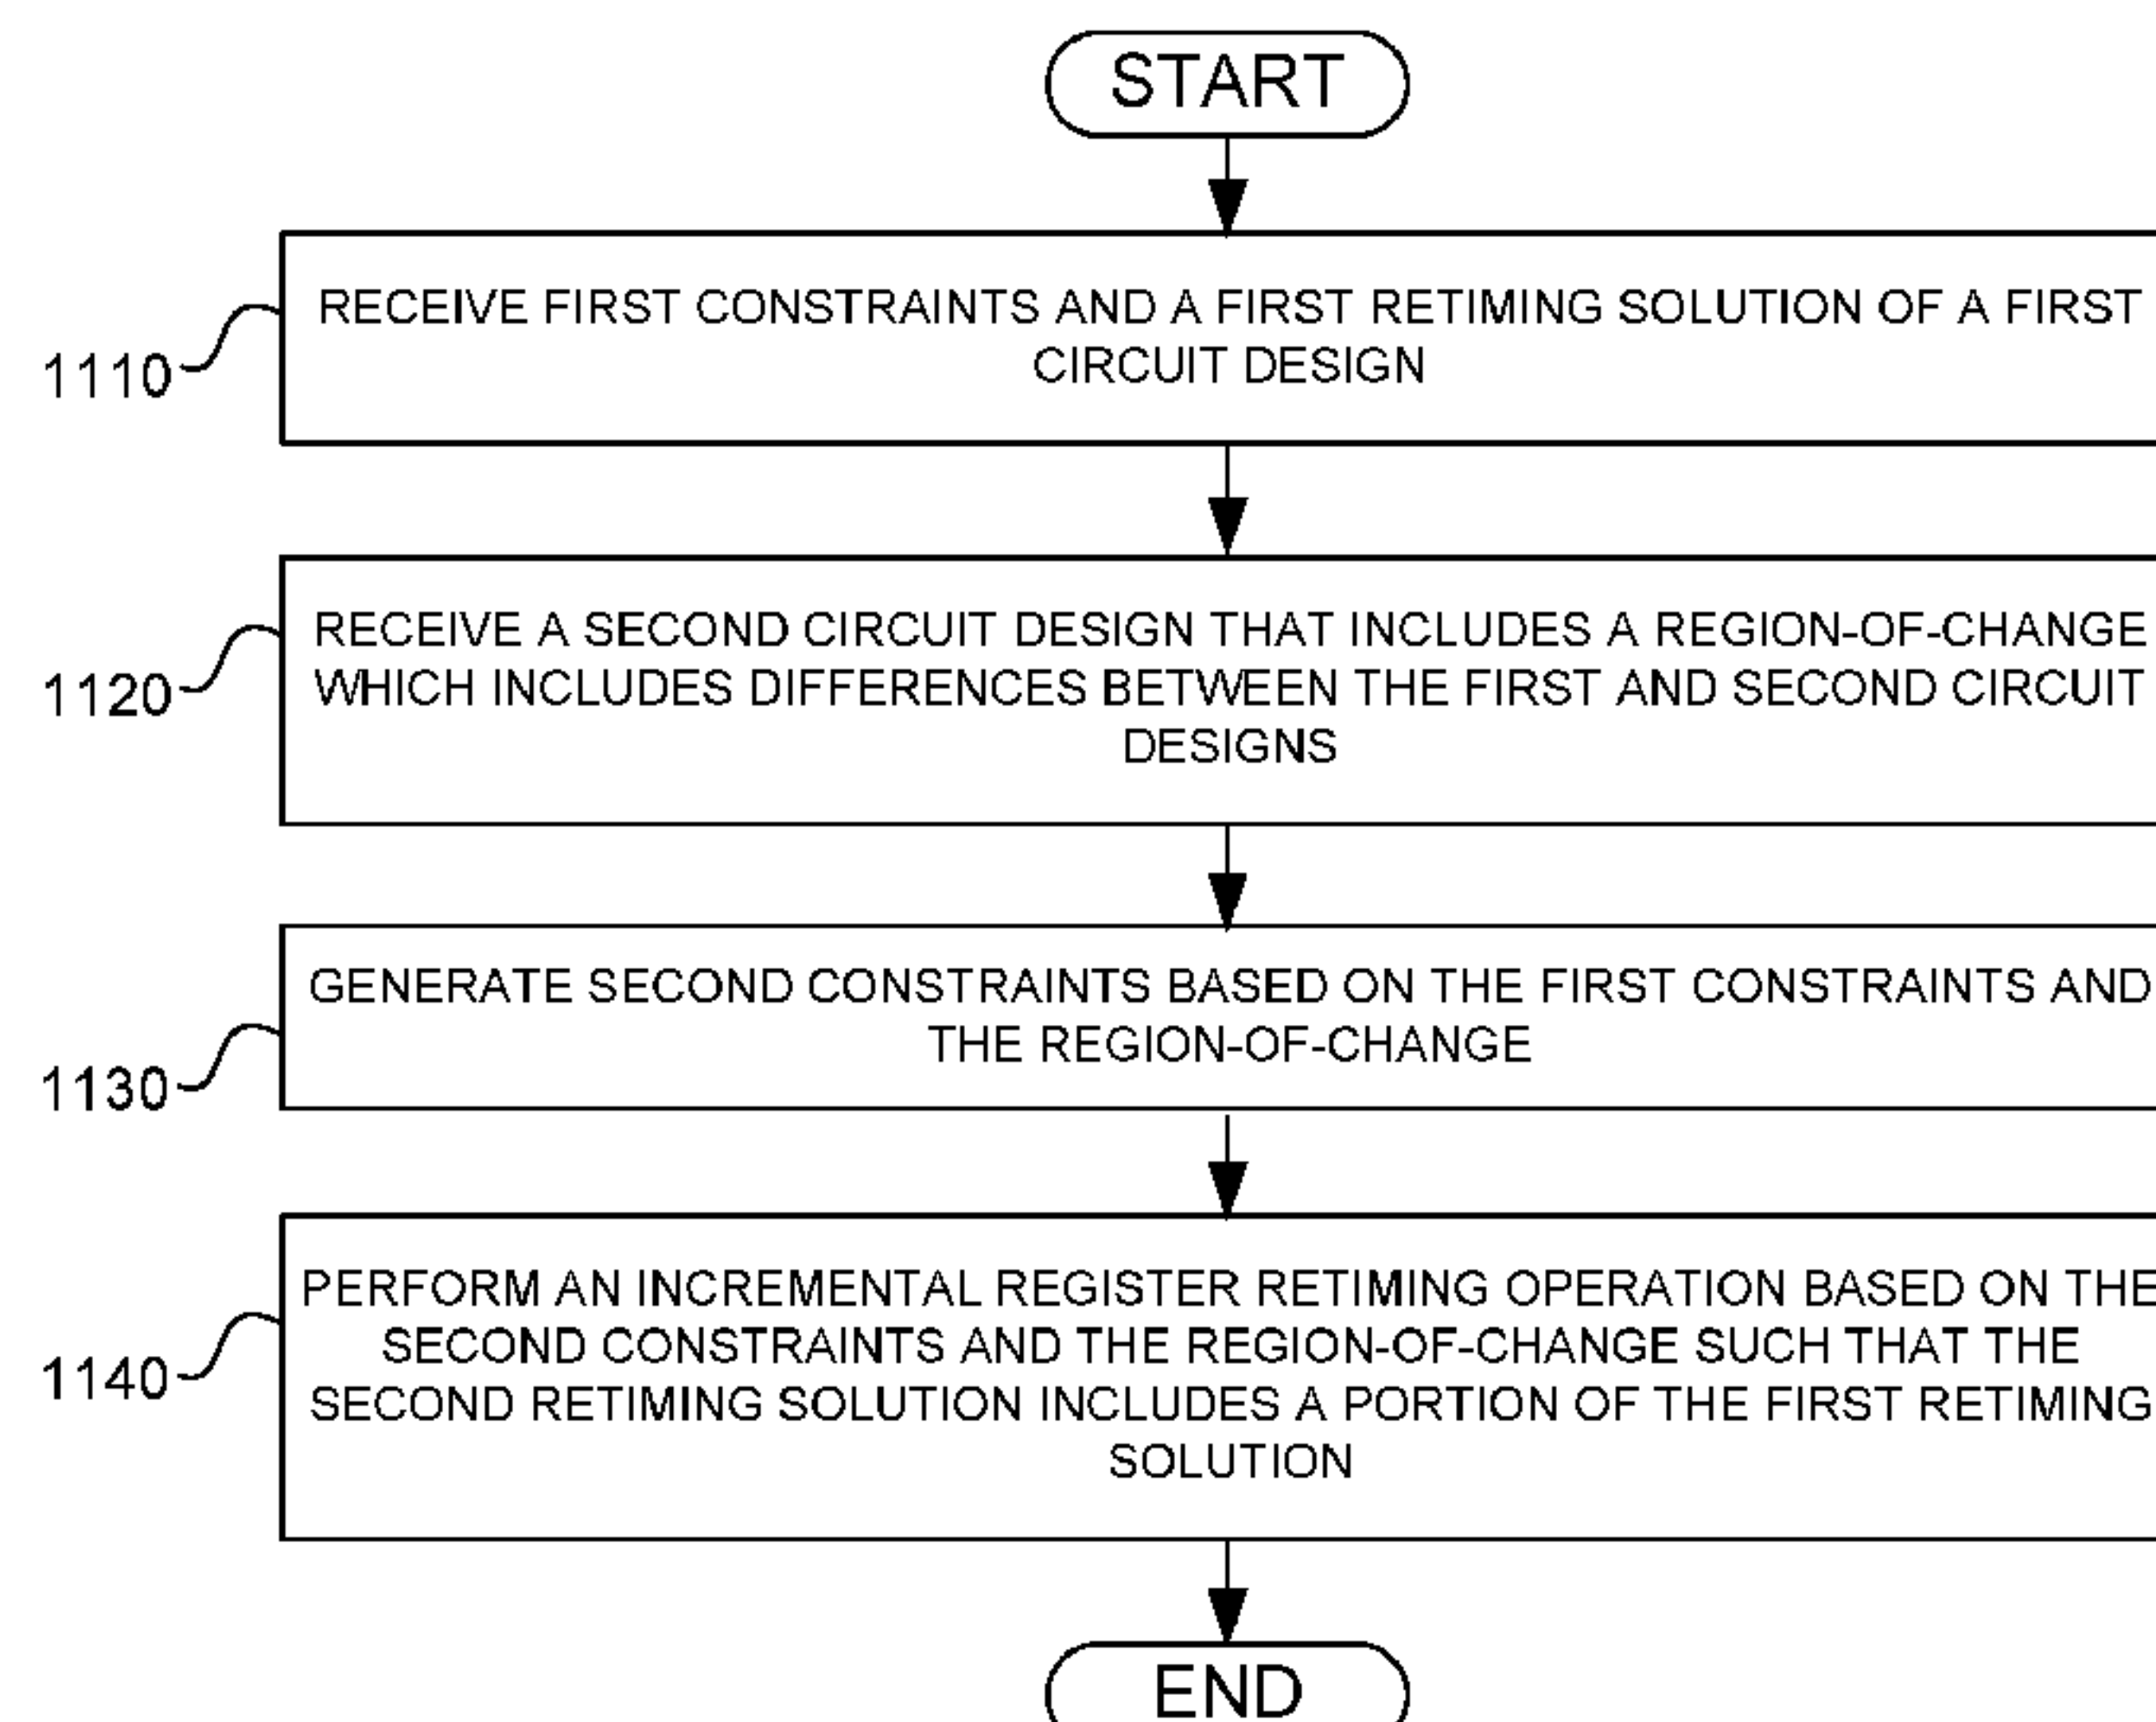 START
RECEIVE FIRST CONSTRAINTS AND A FIRST RETIMING SOLUTION OF A FIRST
CIRCUIT DESIGN
1110
RECEIVE A SECOND CIRCUIT DESIGN THAT INCLUDES A REGION-OF-CHANGE
WHICH INCLUDES DIFFERENCES BETWEEN THE FIRST AND SECOND CIRCUIT
DESIGNS
1120
GENERATE SECOND CONSTRAINTS BASED ON THE FIRST CONSTRAINTS AND
THE REGION-OF-CHANGE
1130
PERFORM AN INCREMENTAL REGISTER RETIMING OPERATION BASED ON THE
SECOND CONSTRAINTS AND THE REGION-OF-CHANGE SUCH THAT THE
SECOND RETIMING SOLUTION INCLUDES A PORTION OF THE FIRST RETIMING
SOLUTION
1140
END